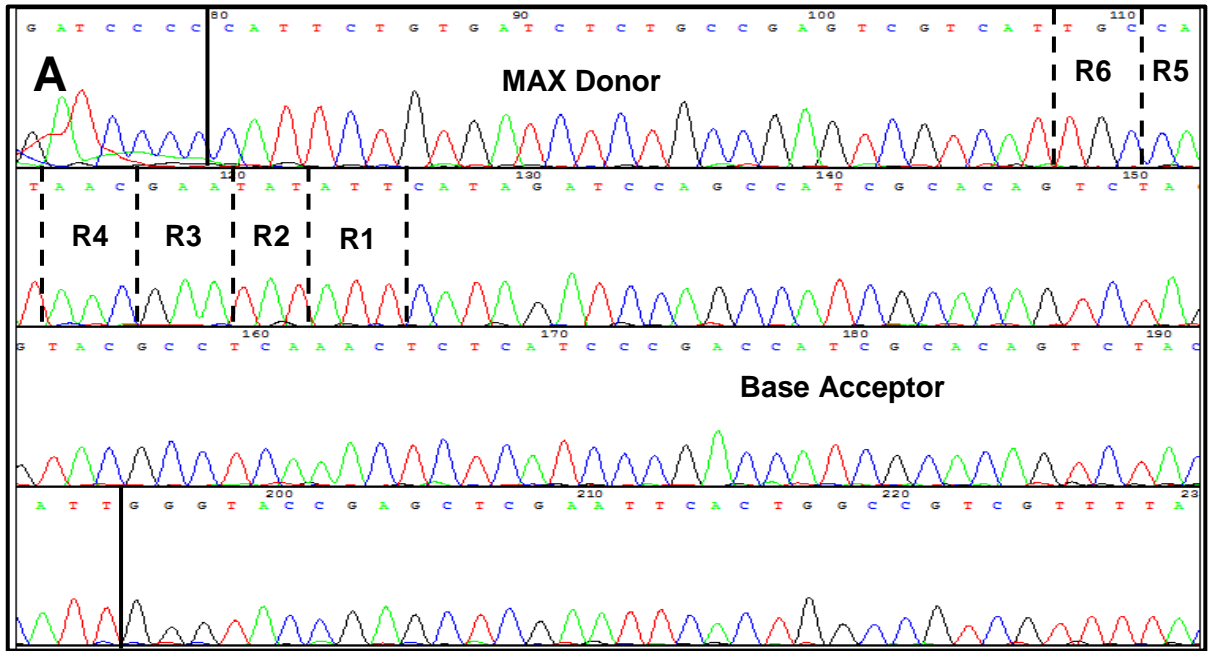 80 90 100 110
G A T C C C C C A T T C T G T G A T C T C T G C C G A G T C G T C A T T G C C A
A MAX Donor R6 R5
120 130 140 150
T A A C G A A T A T A T T C A T A G A T C C A G C C A T C G C A C A G T C T A
R4 R3 R2 R1
160 170 180 190
G T A C G C C T C A A A C T C T C A T C C C G A C C A T C G C A C A G T C T A C
Base Acceptor
200 210 220 23
A T T G G G T A C C G A G C T C G A A T T C A C T G G C C G T C G T T T T A